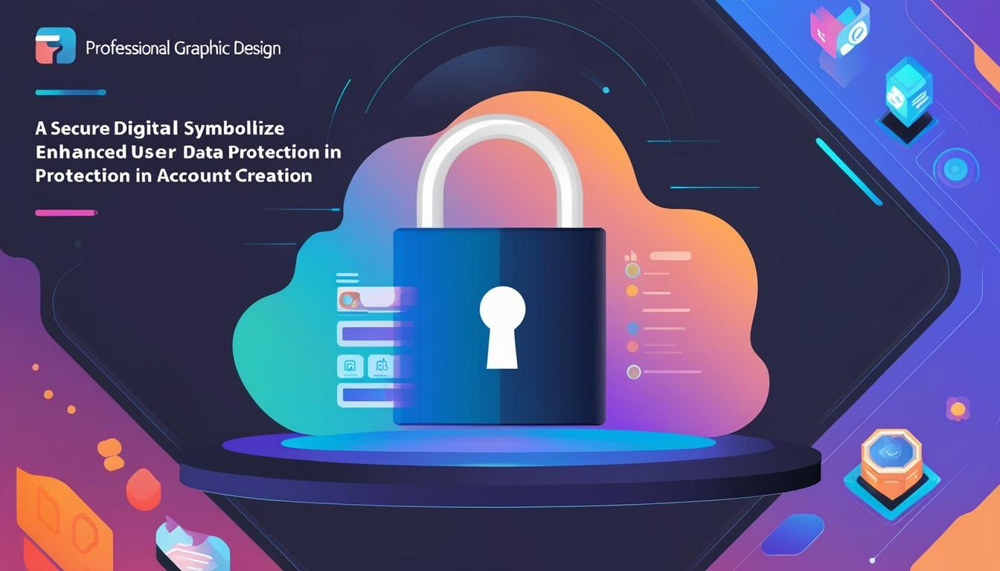 Professional Graphic Design
A Secure Digital Symbollize
Enhanced User Data Protection in
Protection in Account Creation